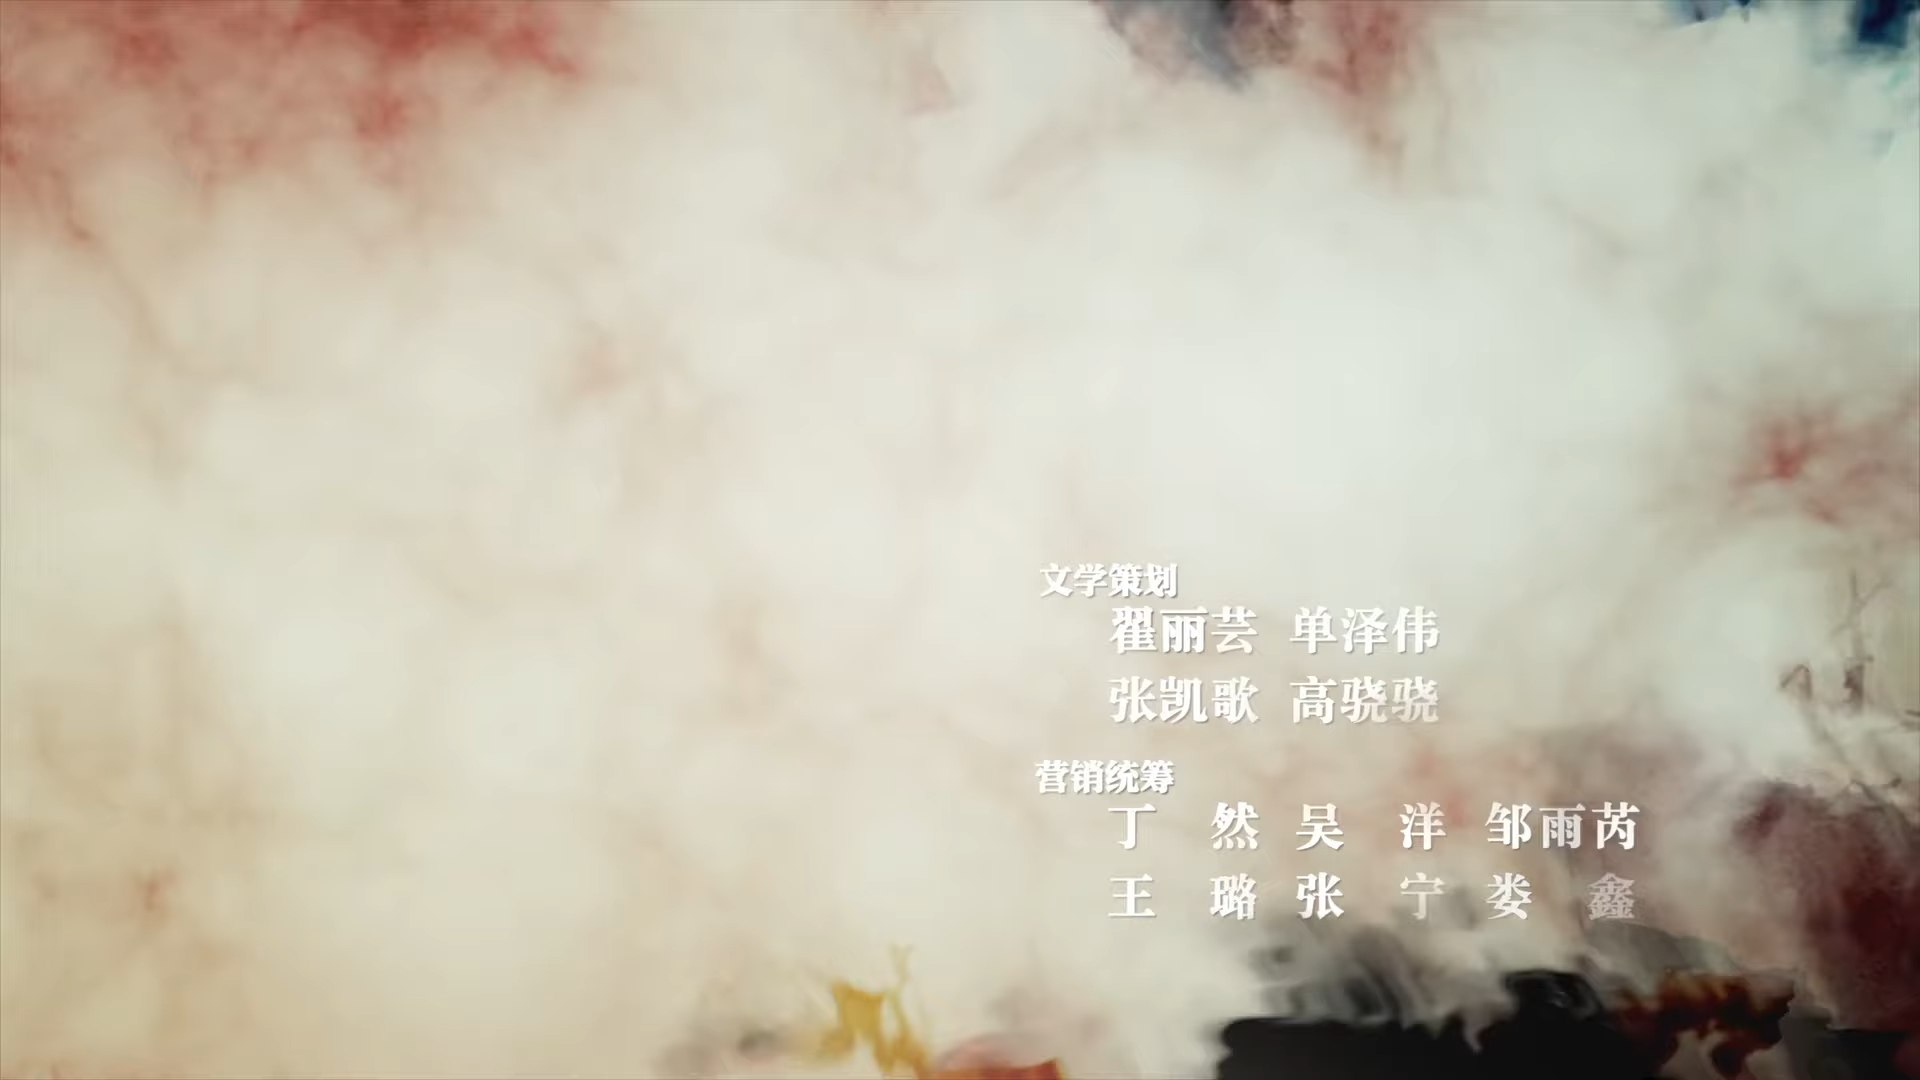 文学策划
翟丽芸 单泽伟
张凯歌 高骁骁
营销统筹
丁 然 吴 洋 邹雨芮
王 璐 张 宁 娄 鑫